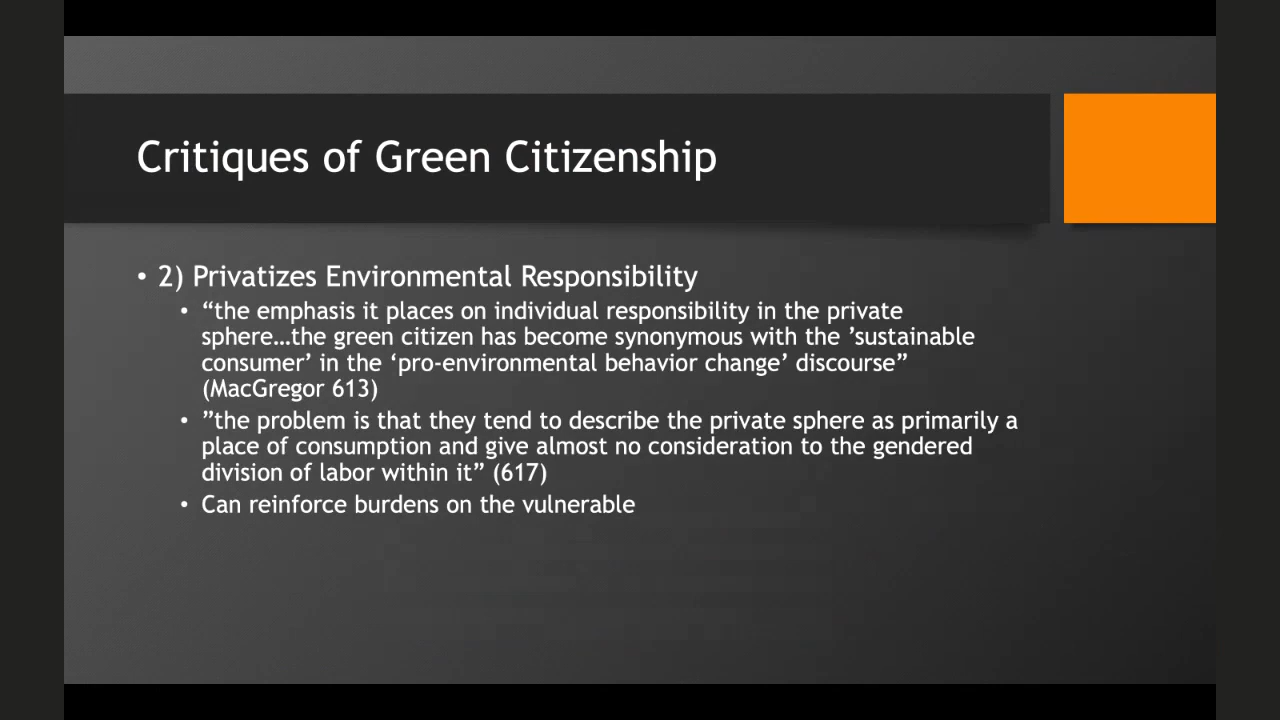 Critiques of Green Citizenship
• 2) Privatizes Environmental Responsibility
• “the emphasis it places on individual responsibility in the private
sphere…the green citizen has become synonymous with the ’sustainable
consumer’ in the ‘pro-environmental behavior change’ discourse”
(MacGregor 613)
• ”the problem is that they tend to describe the private sphere as primarily a
place of consumption and give almost no consideration to the gendered
division of labor within it” (617)
• Can reinforce burdens on the vulnerable